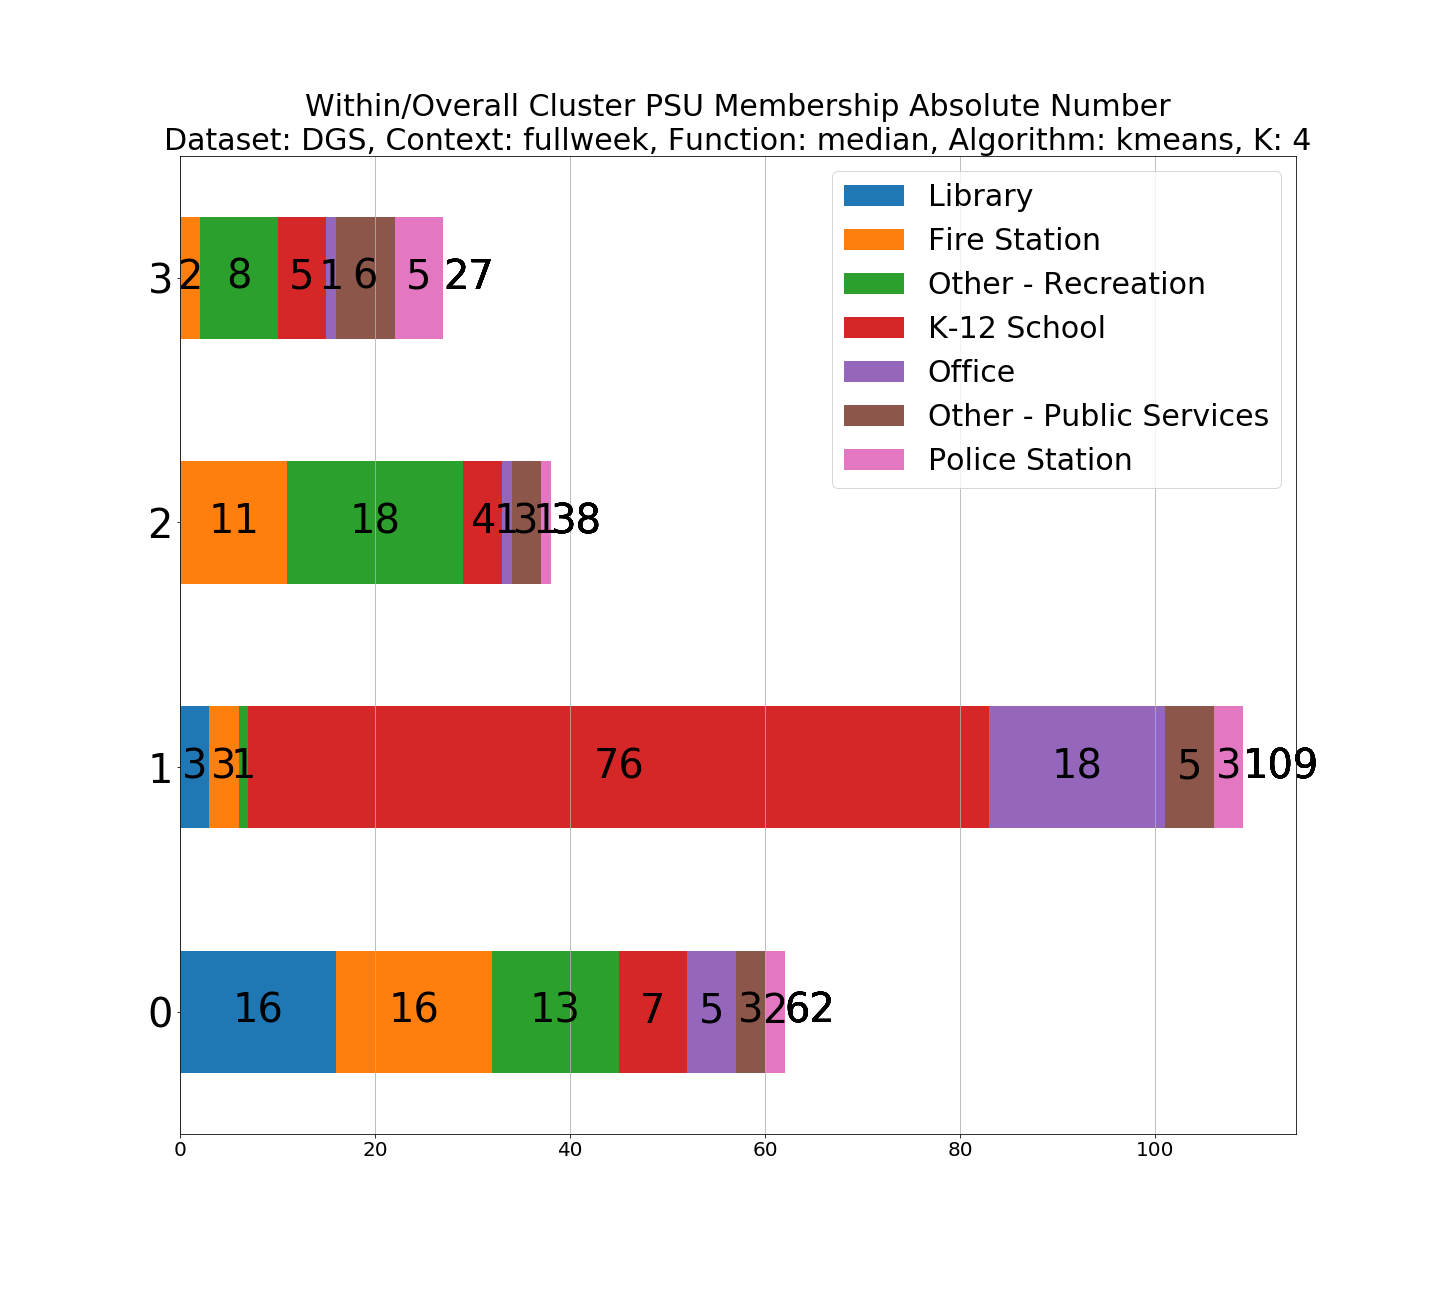 Within/Overall Cluster PSU Membership Absolute Number
Dataset: DGS, Context: fullweek, Function: median, Algorithm: kmeans, K: 4
Library
Fire Station
Other - Recreation
K-12 School
Office
Other - Public Services
Police Station
3 2 8 5 1 6 5 27
2 11 18 4 1 3 1 38
1 3 3 1 76 18 5 3 109
0 16 16 13 7 5 3 2 62
0 20 40 60 80 100